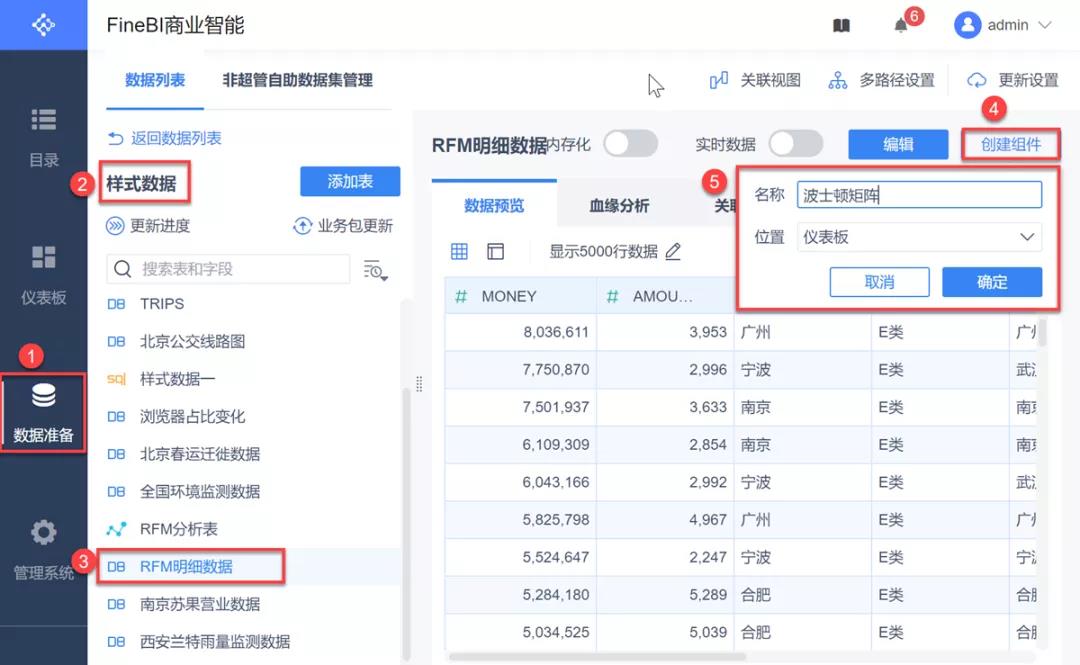 FineBI商业智能
6
admin
目录
仪表板
1
数据准备
管理系统
数据列表
非超管自助数据集管理
关联视图
多路径设置
更新设置
返回数据列表
2
样式数据
添加表
更新进度
业务包更新
搜索表和字段
DB TRIPS
DB 北京公交线路图
sql 样式数据一
DB 浏览器占比变化
DB 北京春运迁徙数据
DB 全国环境监测数据
RFM分析表
3
DB RFM明细数据
DB 南京苏果营业数据
DB 西安兰特雨量监测数据
RFM明细数据
内存化
实时数据
编辑
4
创建组件
数据预览
血缘分析
5
名称 波士顿矩阵
位置 仪表板
取消
确定
显示5000行数据
# MONEY # AMOU…
8,036,611 3,953 广州 E类 广
7,750,870 2,996 宁波 E类
7,501,937 3,633 南京 E类 南
6,109,309 2,854 南京 E类 南
6,043,166 2,992 宁波 E类
5,825,798 4,967 广州 E类 广
5,524,647 2,247 宁波 E类 宁
5,284,180 5,289 合肥 E类 合
5,034,525 5,039 合肥 E类 合